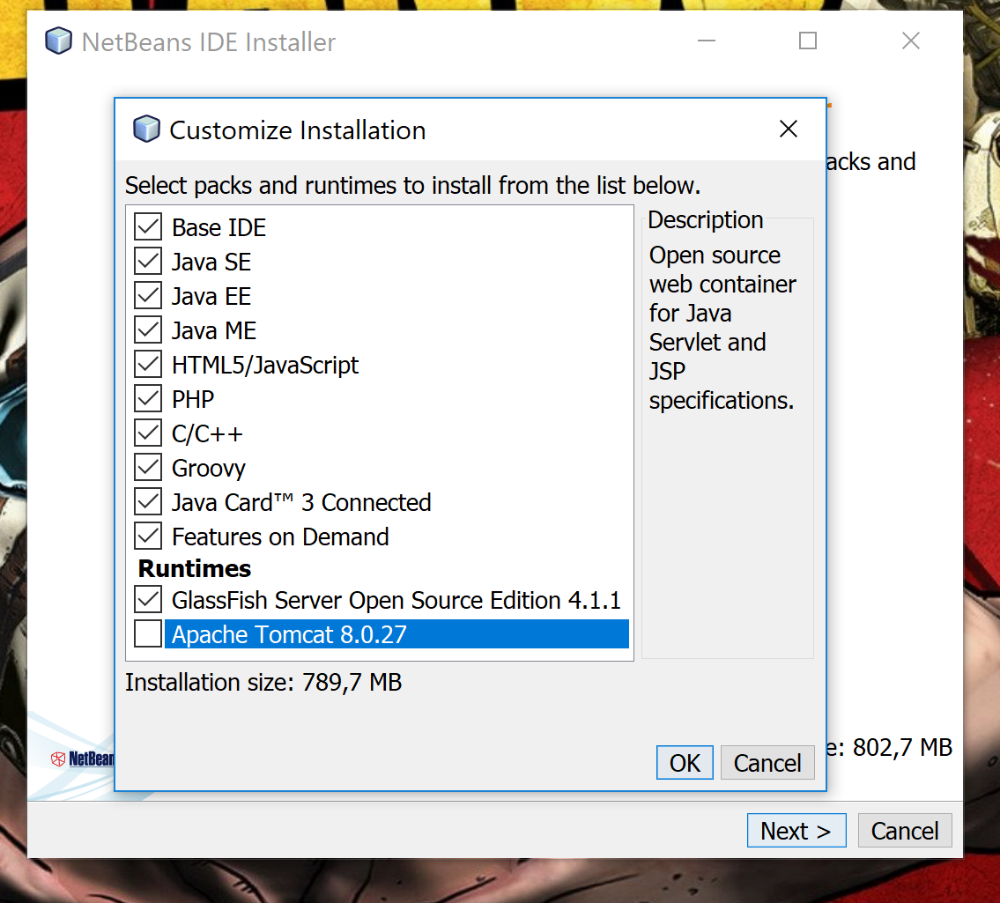 NetBeans IDE Installer
Customize Installation
acks and
Select packs and runtimes to install from the list below.
Base IDE
Java SE
Java EE
Java ME
HTML5/JavaScript
PHP
C/C++
Groovy
Java Card™ 3 Connected
Features on Demand
Runtimes
GlassFish Server Open Source Edition 4.1.1
Apache Tomcat 8.0.27
Description
Open source
web container
for Java
Servlet and
JSP
specifications.
Installation size: 789,7 MB
NetBean
e: 802,7 MB
OK
Cancel
Next >
Cancel